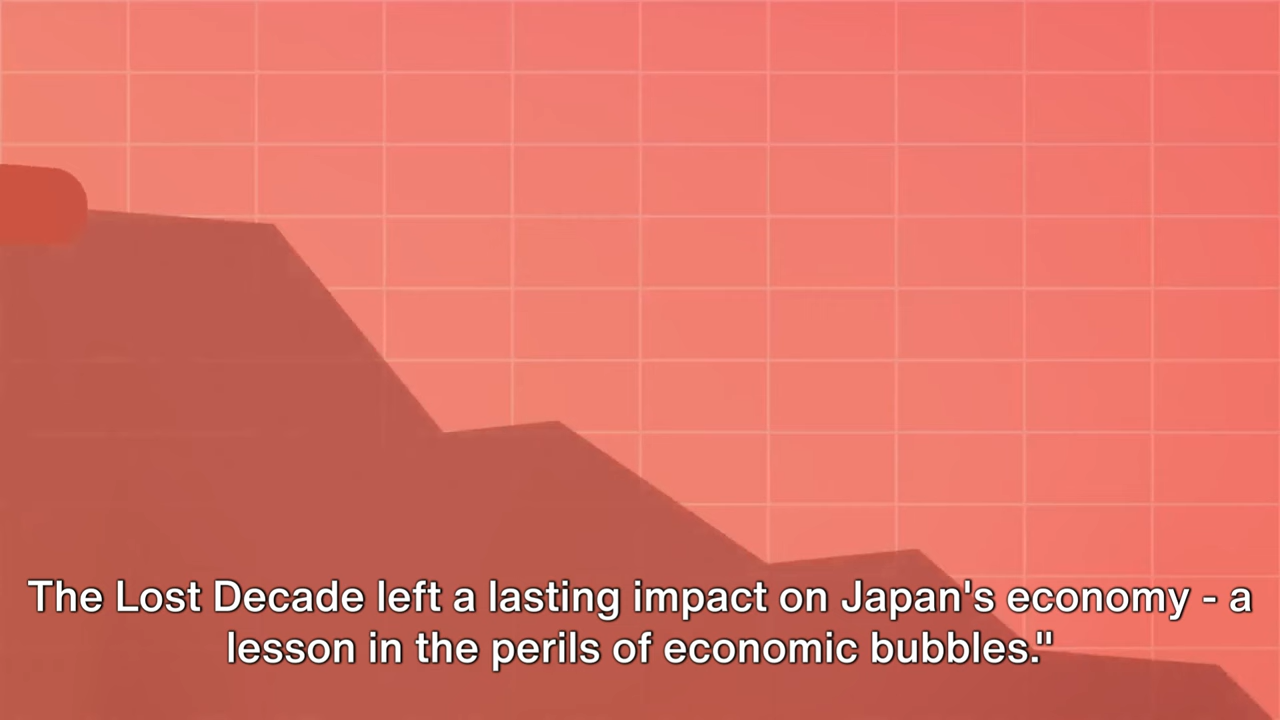 The Lost Decade left a lasting impact on Japan's economy - a
lesson in the perils of economic bubbles."